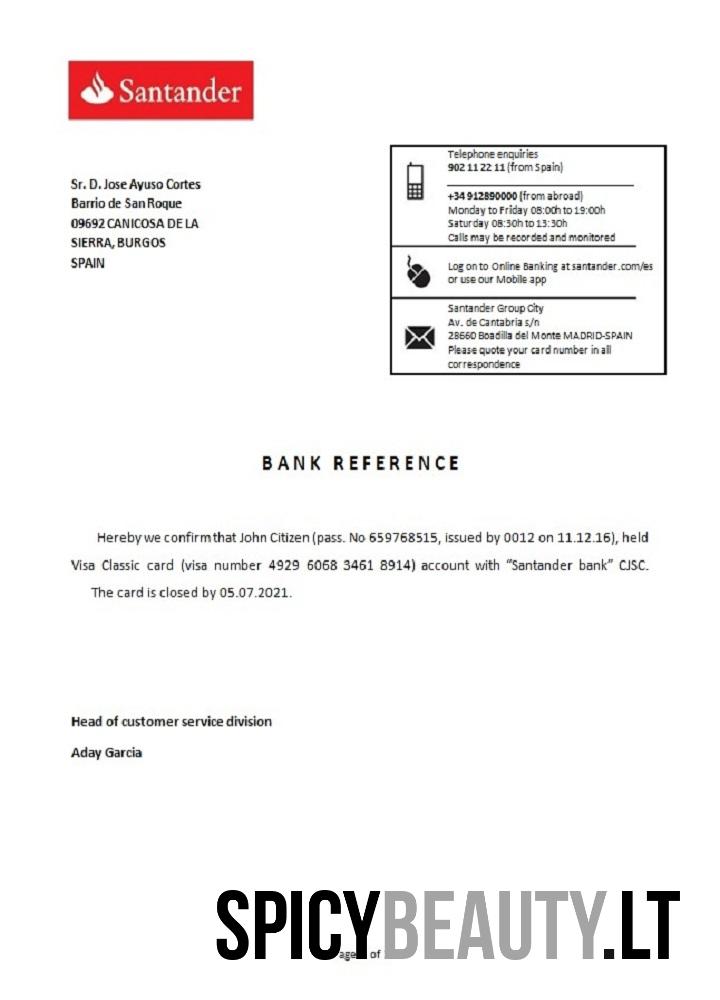 Santander
Sr. D. Jose Ayuso Cortes
Barrio de San Roque
09692 CANICOSA DE LA
SIERRA, BURGOS
SPAIN
Telephone enquiries
902 11 22 11 (from Spain)
+34 912890000 (from abroad)
Monday to Friday 08:00h to 19:00h
Saturday 08:30h to 13:30h
Calls may be recorded and monitored
Log on to Online Banking at santander.com/es
or use our Mobile app
Santander Group City
Av. de Cantabria s/n
28660 Boadilla del Monte MADRID-SPAIN
Please quote your card number in all
correspondence
BANK REFERENCE
Hereby we confirm that John Citizen (pass. No 659768515, issued by 0012 on 11.12.16), held
Visa Classic card (visa number 4929 6068 3461 8914) account with “Santander bank” CJSC.
The card is closed by 05.07.2021.
Head of customer service division
Aday Garcia
SPICYBEAUTY.LT
of